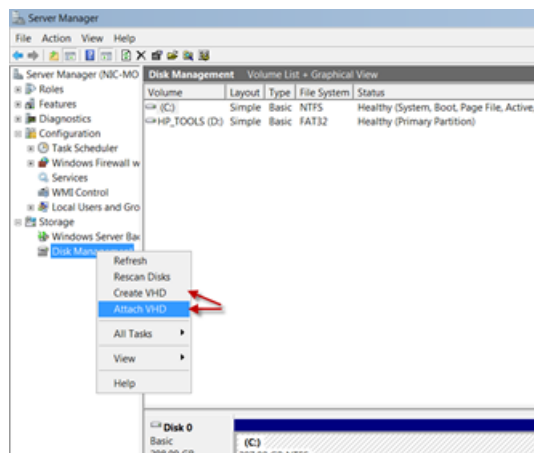 Server Manager
File Action View Help
Server Manager (NIC-MO
Roles
Features
Diagnostics
Configuration
Task Scheduler
Windows Firewall w
Services
WMI Control
Local Users and Gro
Storage
Windows Server Bac
Disk Management
Disk Management Volume List + Graphical View
Volume Layout Type File System Status
(C:) Simple Basic NTFS Healthy (System, Boot, Page File, Active,
HP_TOOLS (D:) Simple Basic FAT32 Healthy (Primary Partition)
Refresh
Rescan Disks
Create VHD
Attach VHD
All Tasks
View
Help
Disk 0
Basic
(C:)